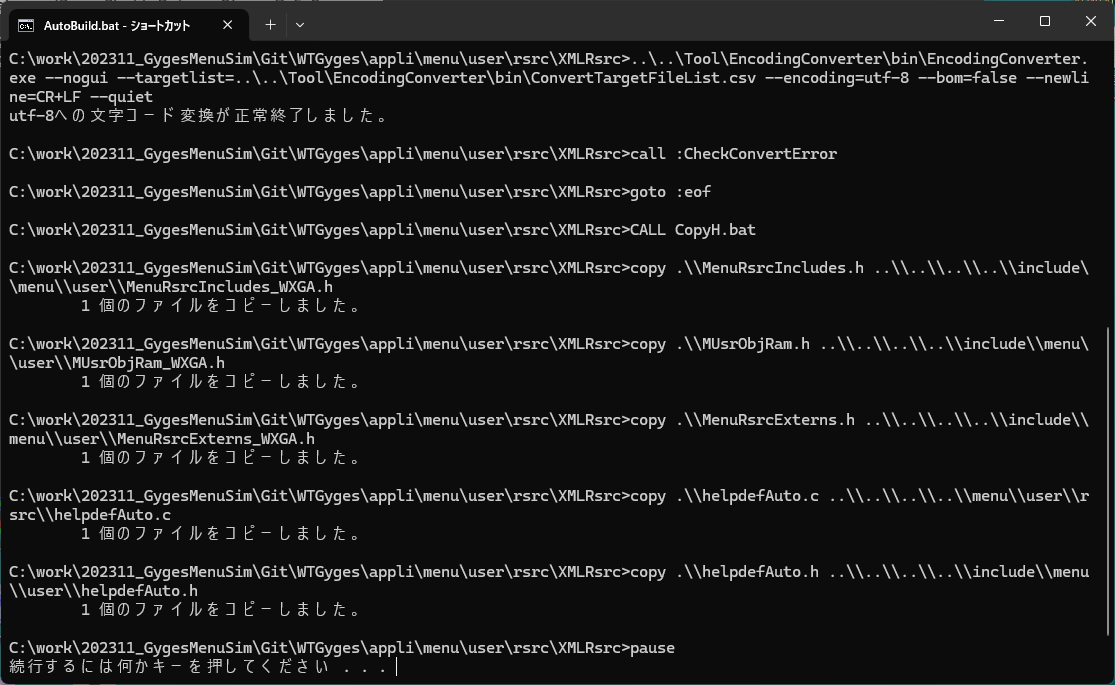 AutoBuild.bat - ショートカット
C:\work\202311_GygesMenuSim\Git\WTGyges\appli\menu\user\rsrc\XMLRsrc>..\..\Tool\EncodingConverter\bin\EncodingConverter.
exe --nogui --targetlist=..\..\Tool\EncodingConverter\bin\ConvertTargetFileList.csv --encoding=utf-8 --bom=false --newli
ne=CR+LF --quiet
utf-8への文字コード変換が正常終了しました。
C:\work\202311_GygesMenuSim\Git\WTGyges\appli\menu\user\rsrc\XMLRsrc>call :CheckConvertError
C:\work\202311_GygesMenuSim\Git\WTGyges\appli\menu\user\rsrc\XMLRsrc>goto :eof
C:\work\202311_GygesMenuSim\Git\WTGyges\appli\menu\user\rsrc\XMLRsrc>CALL CopyH.bat
C:\work\202311_GygesMenuSim\Git\WTGyges\appli\menu\user\rsrc\XMLRsrc>copy .\\MenuRsrcIncludes.h ..\\..\\..\\..\\include\
\menu\\user\\MenuRsrcIncludes_WXGA.h
1 個のファイルをコピーしました。
C:\work\202311_GygesMenuSim\Git\WTGyges\appli\menu\user\rsrc\XMLRsrc>copy .\\MUsrObjRam.h ..\\..\\..\\..\\include\\menu\
\user\\MUsrObjRam_WXGA.h
1 個のファイルをコピーしました。
C:\work\202311_GygesMenuSim\Git\WTGyges\appli\menu\user\rsrc\XMLRsrc>copy .\\MenuRsrcExterns.h ..\\..\\..\\..\\include\\
menu\\user\\MenuRsrcExterns_WXGA.h
1 個のファイルをコピーしました。
C:\work\202311_GygesMenuSim\Git\WTGyges\appli\menu\user\rsrc\XMLRsrc>copy .\\helpdefAuto.c ..\\..\\..\\..\\menu\\user\\r
src\\helpdefAuto.c
1 個のファイルをコピーしました。
C:\work\202311_GygesMenuSim\Git\WTGyges\appli\menu\user\rsrc\XMLRsrc>copy .\\helpdefAuto.h ..\\..\\..\\..\\include\\menu
\\user\\helpdefAuto.h
1 個のファイルをコピーしました。
C:\work\202311_GygesMenuSim\Git\WTGyges\appli\menu\user\rsrc\XMLRsrc>pause
続行するには何かキーを押してください . . .